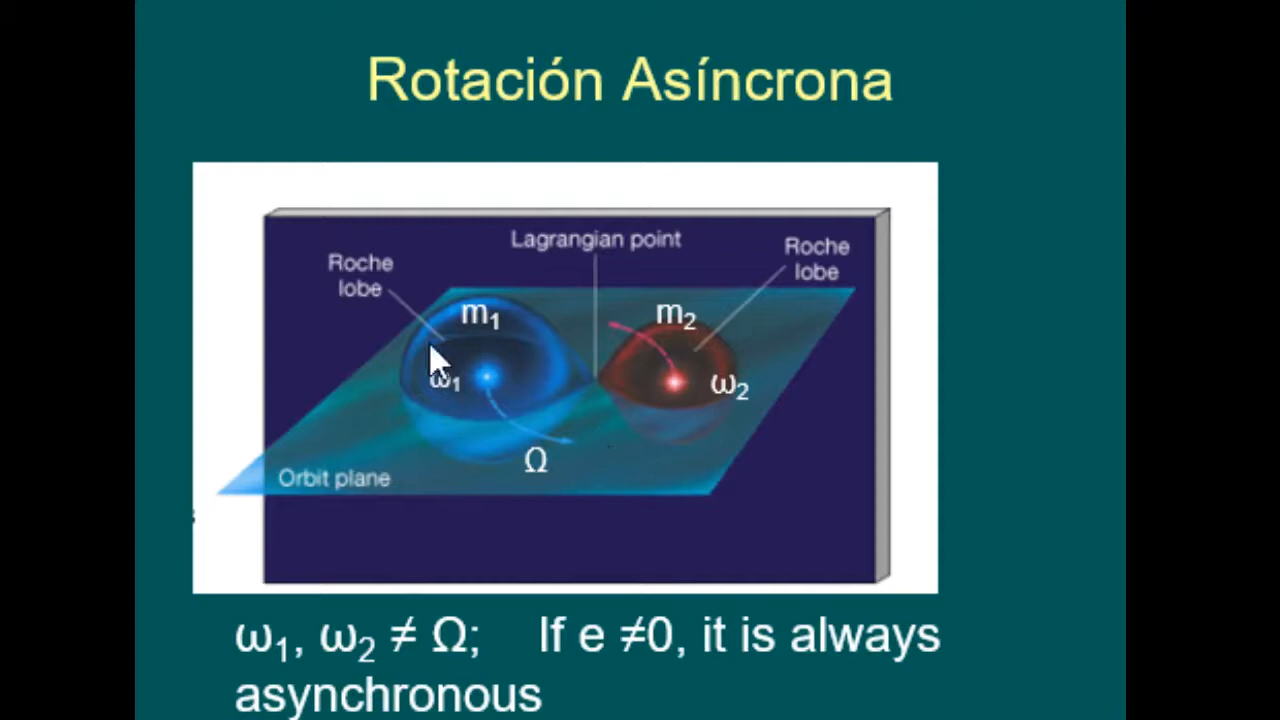 Rotación Asíncrona
Lagrangian point
Roche
lobe
Roche
lobe
m₁
m₂
ω₁
ω₂
Ω
Orbit plane
ω₁, ω₂ ≠ Ω; If e ≠0, it is always
asynchronous